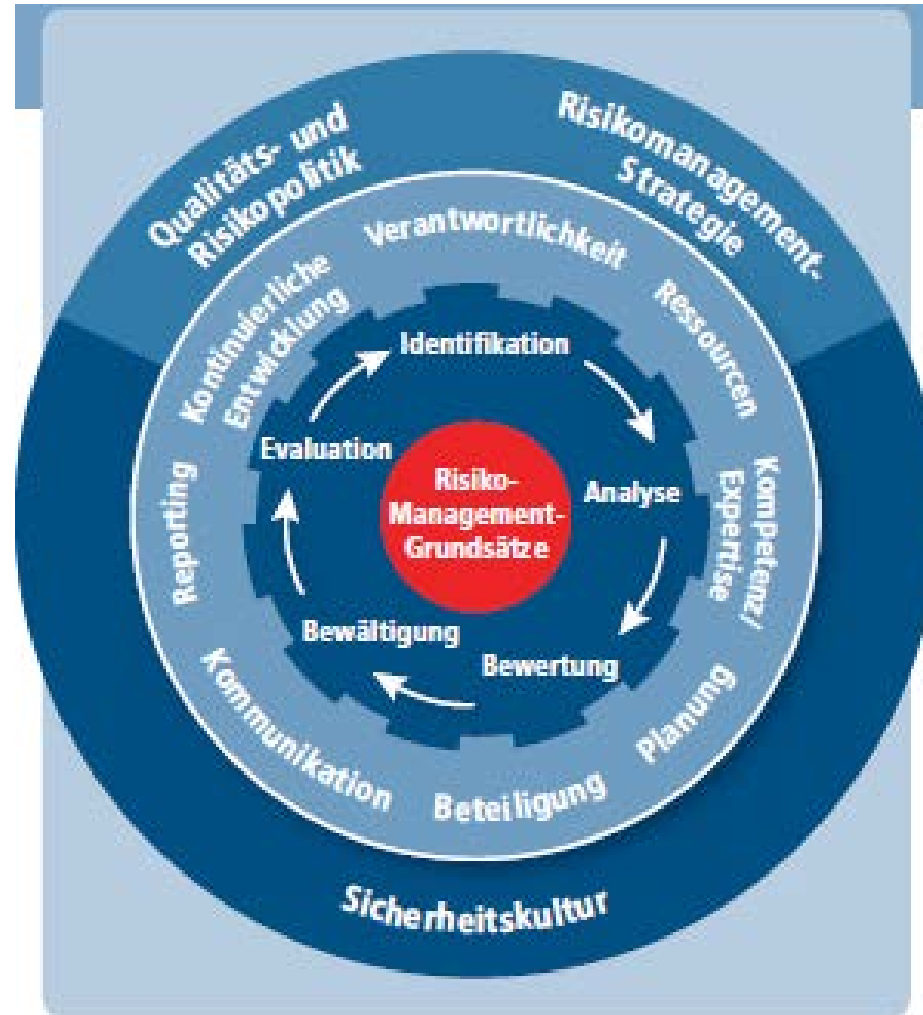 Qualitäts- und
Risikopolitik
Risikomanagement-
Strategie
Verantwortlichkeit
Ressourcen
Kompetenz/
Expertise
Planung
Beteiligung
Kommunikation
Reporting
Kontinuierliche
Entwicklung
Identifikation
Analyse
Bewertung
Bewältigung
Evaluation
Risiko-
Management-
Grundsätze
Sicherheitskultur